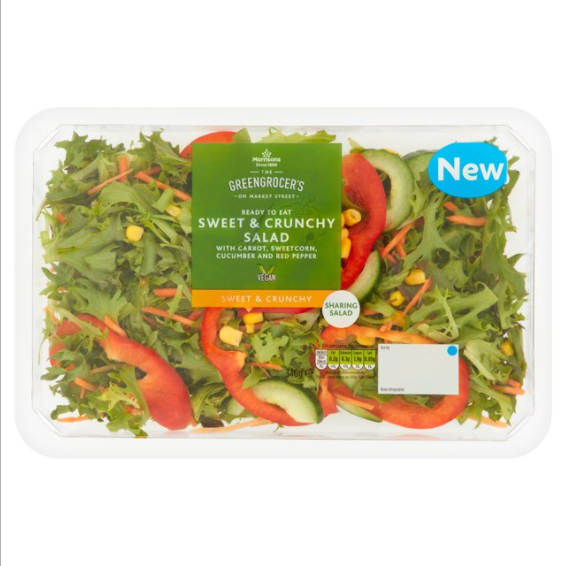 New
Morrisons
Since 1899
THE
GREENGROCER'S
ON MARKET STREET
READY TO EAT
SWEET & CRUNCHY
SALAD
WITH CARROT, SWEETCORN,
CUCUMBER AND RED PEPPER
VEGAN
SWEET & CRUNCHY
SHARING
SALAD